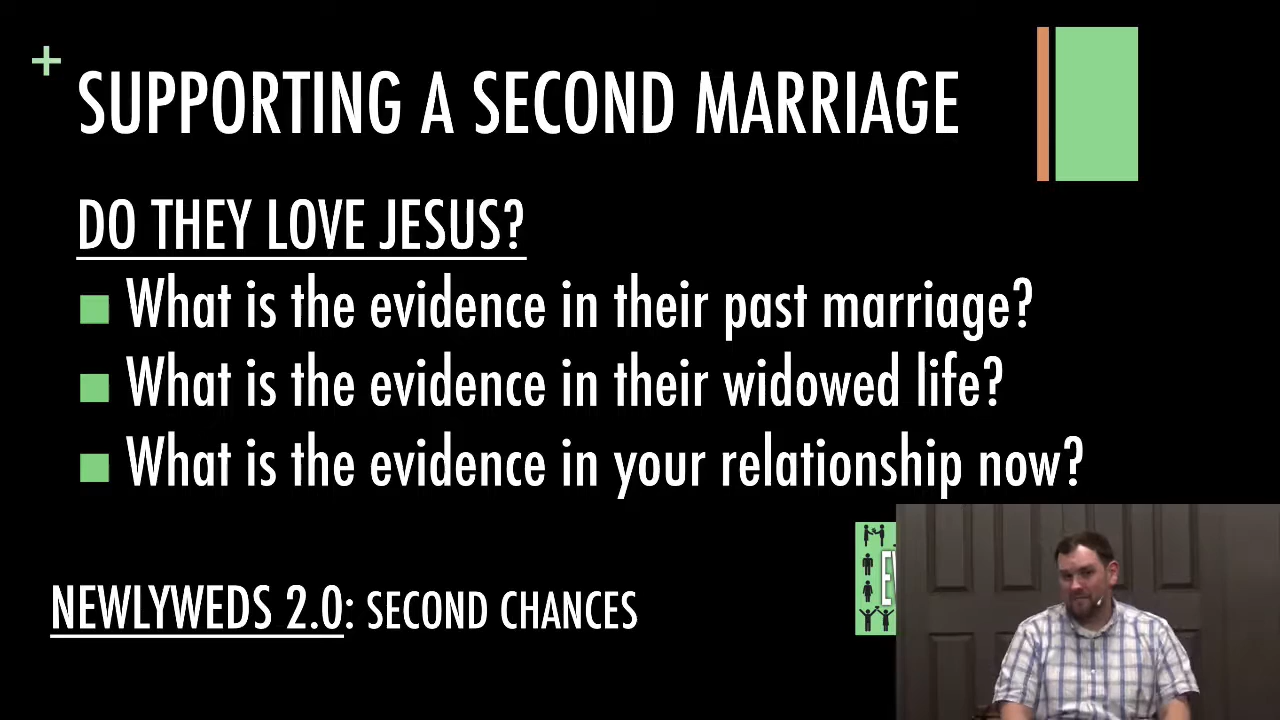 +
SUPPORTING A SECOND MARRIAGE
DO THEY LOVE JESUS?
What is the evidence in their past marriage?
What is the evidence in their widowed life?
What is the evidence in your relationship now?
NEWLYWEDS 2.0: SECOND CHANCES